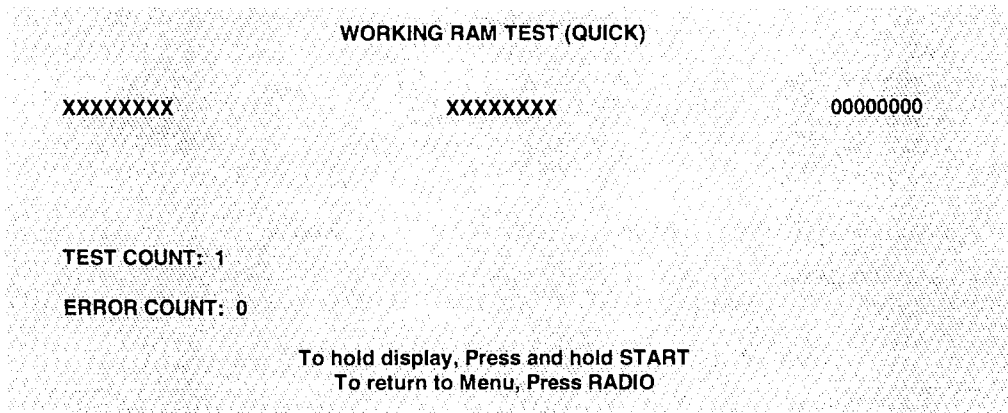 WORKING RAM TEST (QUICK)
XXXXXXXX XXXXXXXX 00000000
TEST COUNT: 1
ERROR COUNT: 0
To hold display, Press and hold START
To return to Menu, Press RADIO